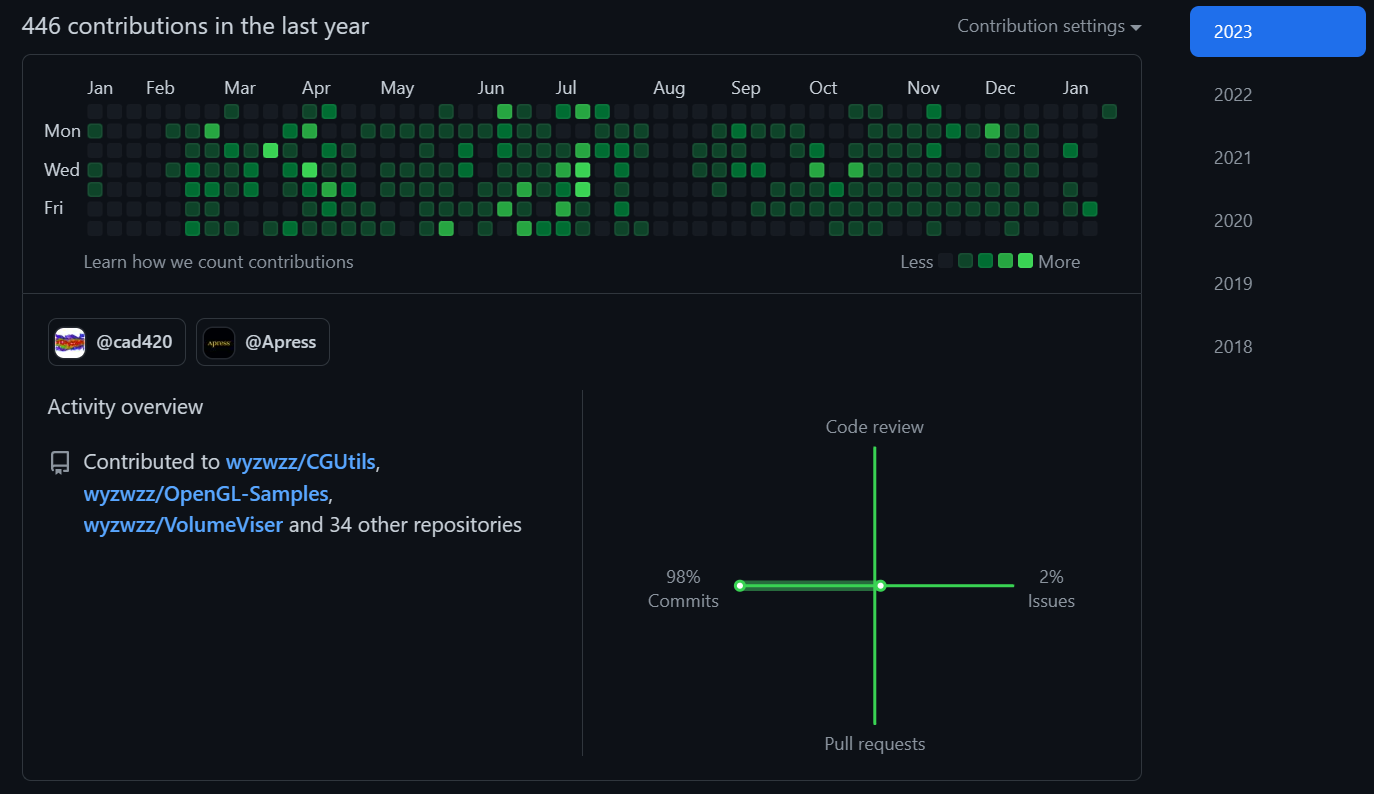 446 contributions in the last year
Contribution settings
2023
2022
2021
2020
2019
2018
Jan Feb Mar Apr May Jun Jul Aug Sep Oct Nov Dec Jan
Mon
Wed
Fri
Learn how we count contributions
Less More
@cad420
Apress @Apress
Activity overview
Contributed to wyzwzz/CGUtils,
wyzwzz/OpenGL-Samples,
wyzwzz/VolumeViser and 34 other repositories
Code review
98%
Commits
2%
Issues
Pull requests